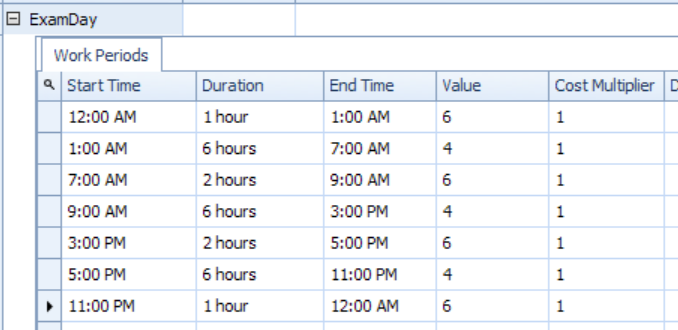 ExamDay
Work Periods
Start Time Duration End Time Value Cost Multiplier D
12:00 AM 1 hour 1:00 AM 6 1
1:00 AM 6 hours 7:00 AM 4 1
7:00 AM 2 hours 9:00 AM 6 1
9:00 AM 6 hours 3:00 PM 4 1
3:00 PM 2 hours 5:00 PM 6 1
5:00 PM 6 hours 11:00 PM 4 1
11:00 PM 1 hour 12:00 AM 6 1